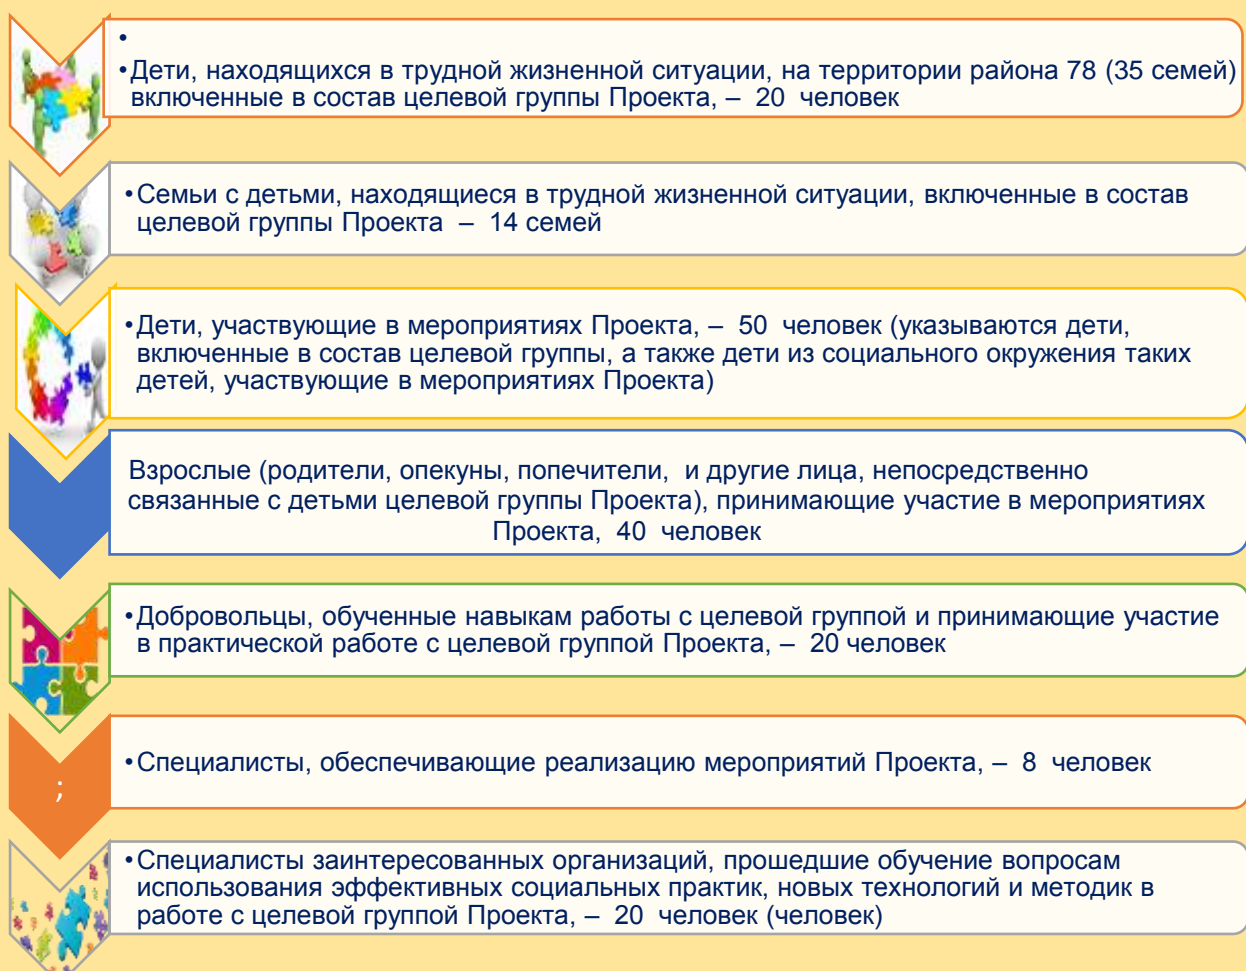 •
•Дети, находящихся в трудной жизненной ситуации, на территории района 78 (35 семей)
включенные в состав целевой группы Проекта, – 20 человек
•Семьи с детьми, находящиеся в трудной жизненной ситуации, включенные в состав
целевой группы Проекта – 14 семей
•Дети, участвующие в мероприятиях Проекта, – 50 человек (указываются дети,
включенные в состав целевой группы, а также дети из социального окружения таких
детей, участвующие в мероприятиях Проекта)
Взрослые (родители, опекуны, попечители, и другие лица, непосредственно
связанные с детьми целевой группы Проекта), принимающие участие в мероприятиях
Проекта, 40 человек
•Добровольцы, обученные навыкам работы с целевой группой и принимающие участие
в практической работе с целевой группой Проекта, – 20 человек
;
•Специалисты, обеспечивающие реализацию мероприятий Проекта, – 8 человек
•Специалисты заинтересованных организаций, прошедшие обучение вопросам
использования эффективных социальных практик, новых технологий и методик в
работе с целевой группой Проекта, – 20 человек (человек)